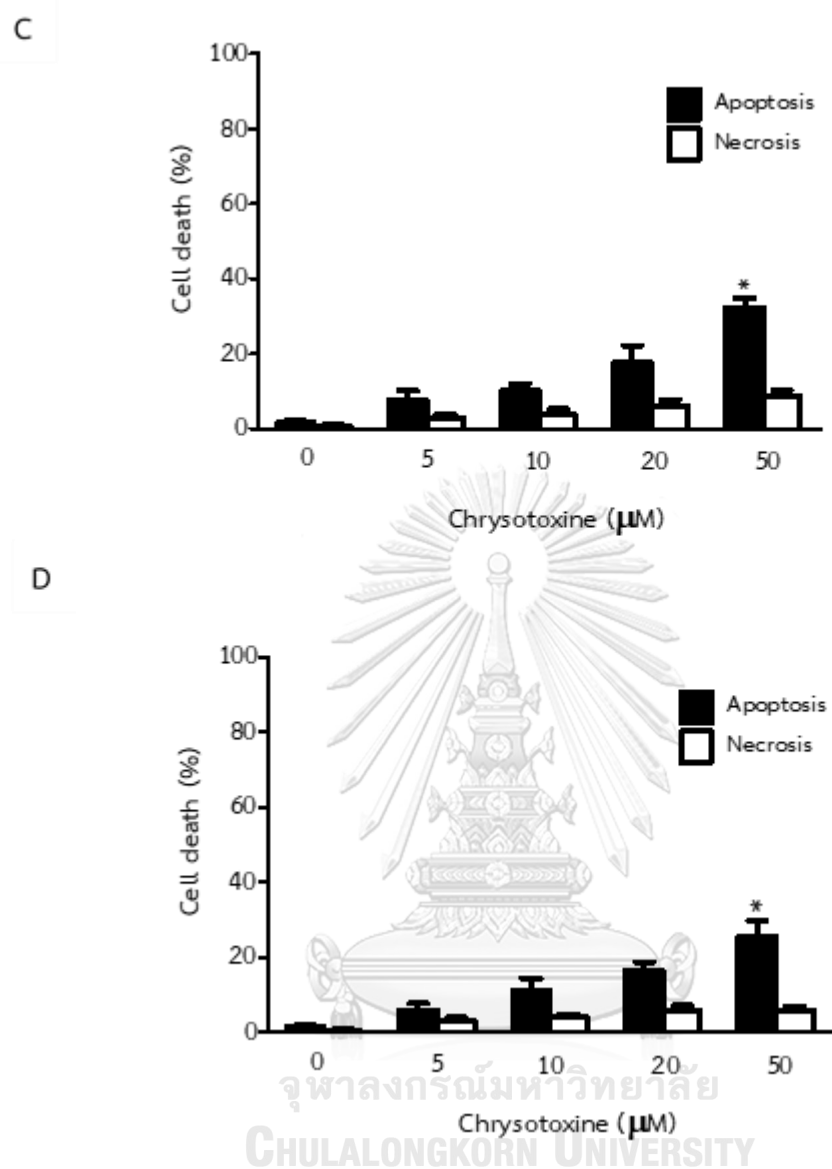 C
100
80
60
40
20
0
Cell death (%)
Apoptosis
Necrosis
*
0 5 10 20 50
Chrysotoxine (μM)
D
100
80
60
40
20
0
Cell death (%)
Apoptosis
Necrosis
*
0 5 10 20 50
จุฬาลงกรณ์มหาวิทยาลัย
Chrysotoxine (μM)
CHULALONGKORN UNIVERSITY